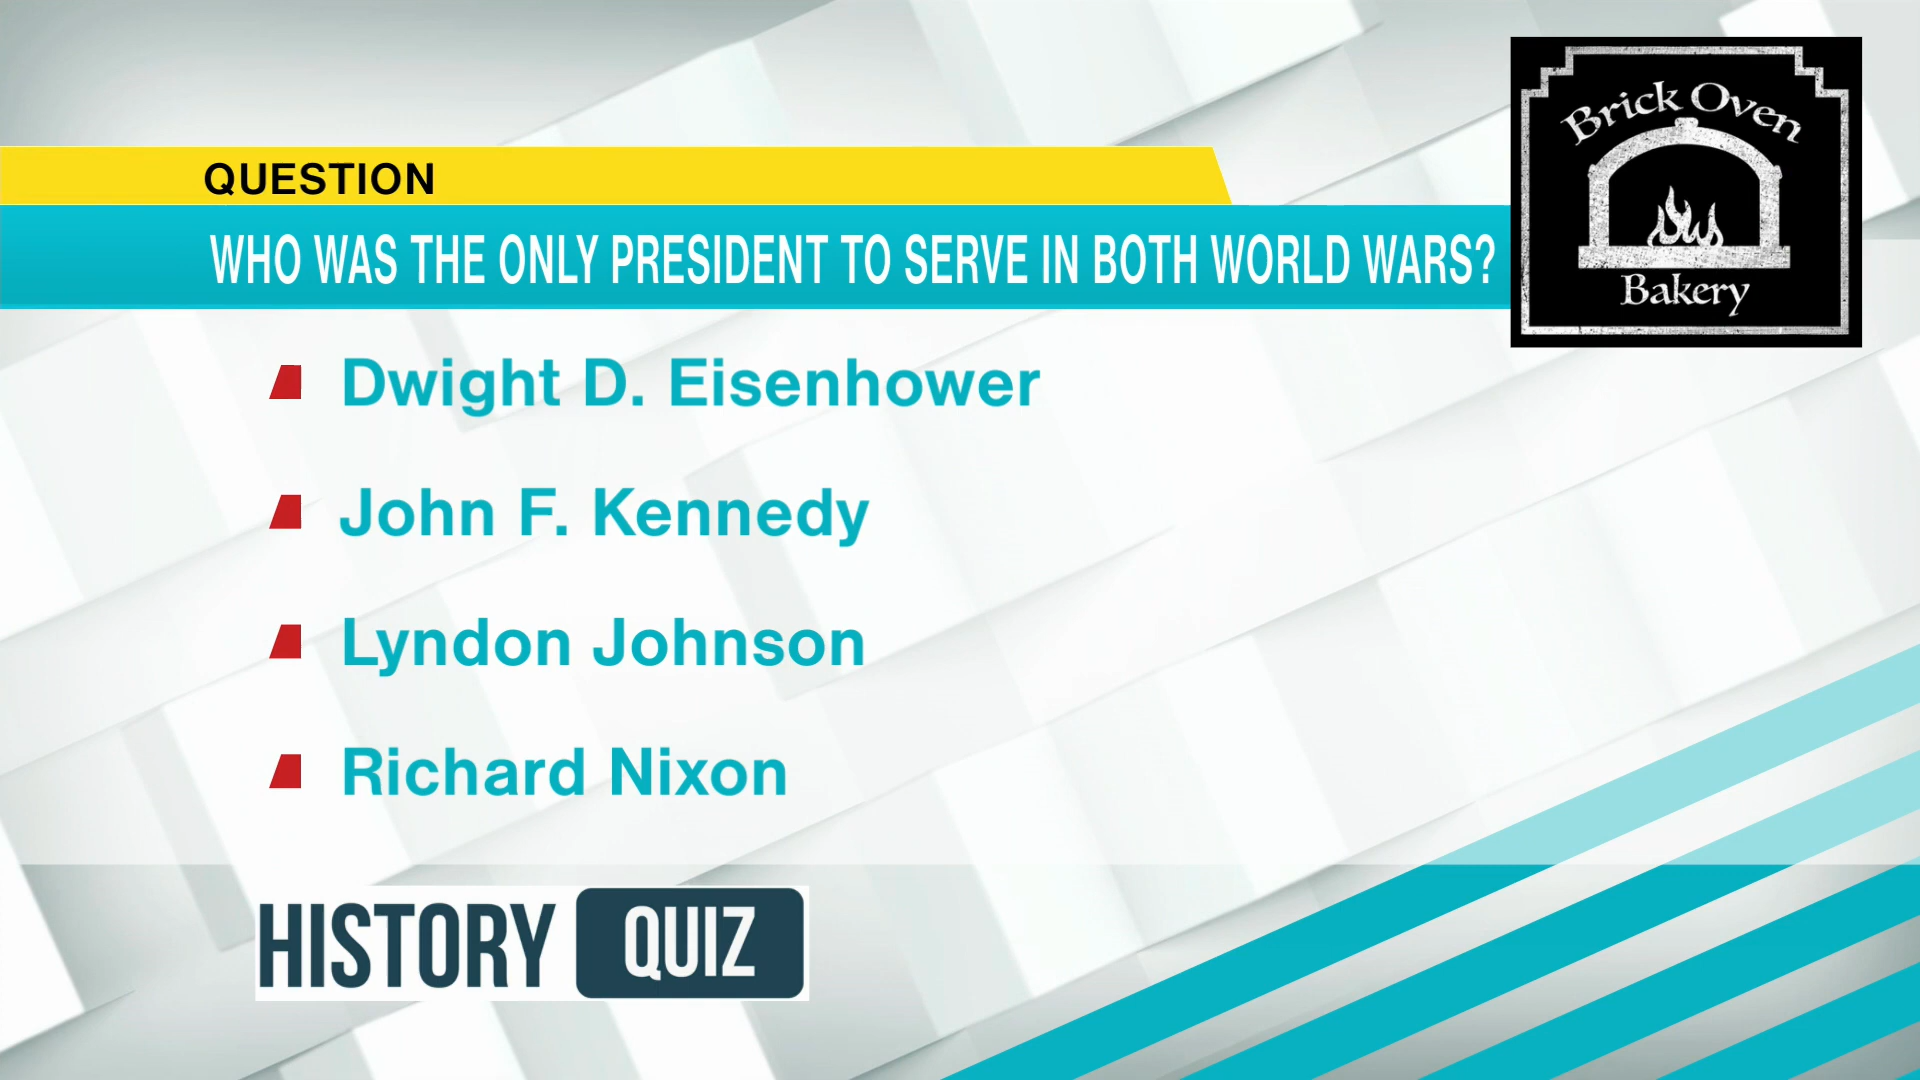 QUESTION
WHO WAS THE ONLY PRESIDENT TO SERVE IN BOTH WORLD WARS?
Brick Oven
Bakery
Dwight D. Eisenhower
John F. Kennedy
Lyndon Johnson
Richard Nixon
HISTORY QUIZ